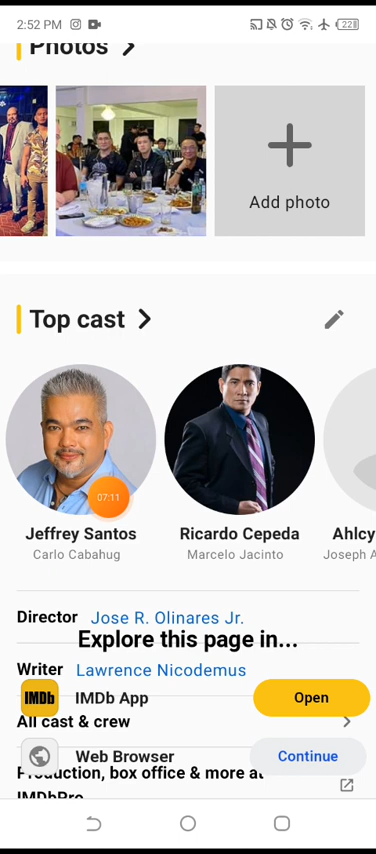 2:52 PM
22
Photos
Add photo
Top cast
07:11
Jeffrey Santos
Carlo Cabahug
Ricardo Cepeda
Marcelo Jacinto
Ahlcy
Joseph A
Director Jose R. Olinares Jr.
Explore this page in...
Writer Lawrence Nicodemus
IMDb IMDb App Open
All cast & crew
Web Browser Continue
Production, box office & more at
IMDbPro